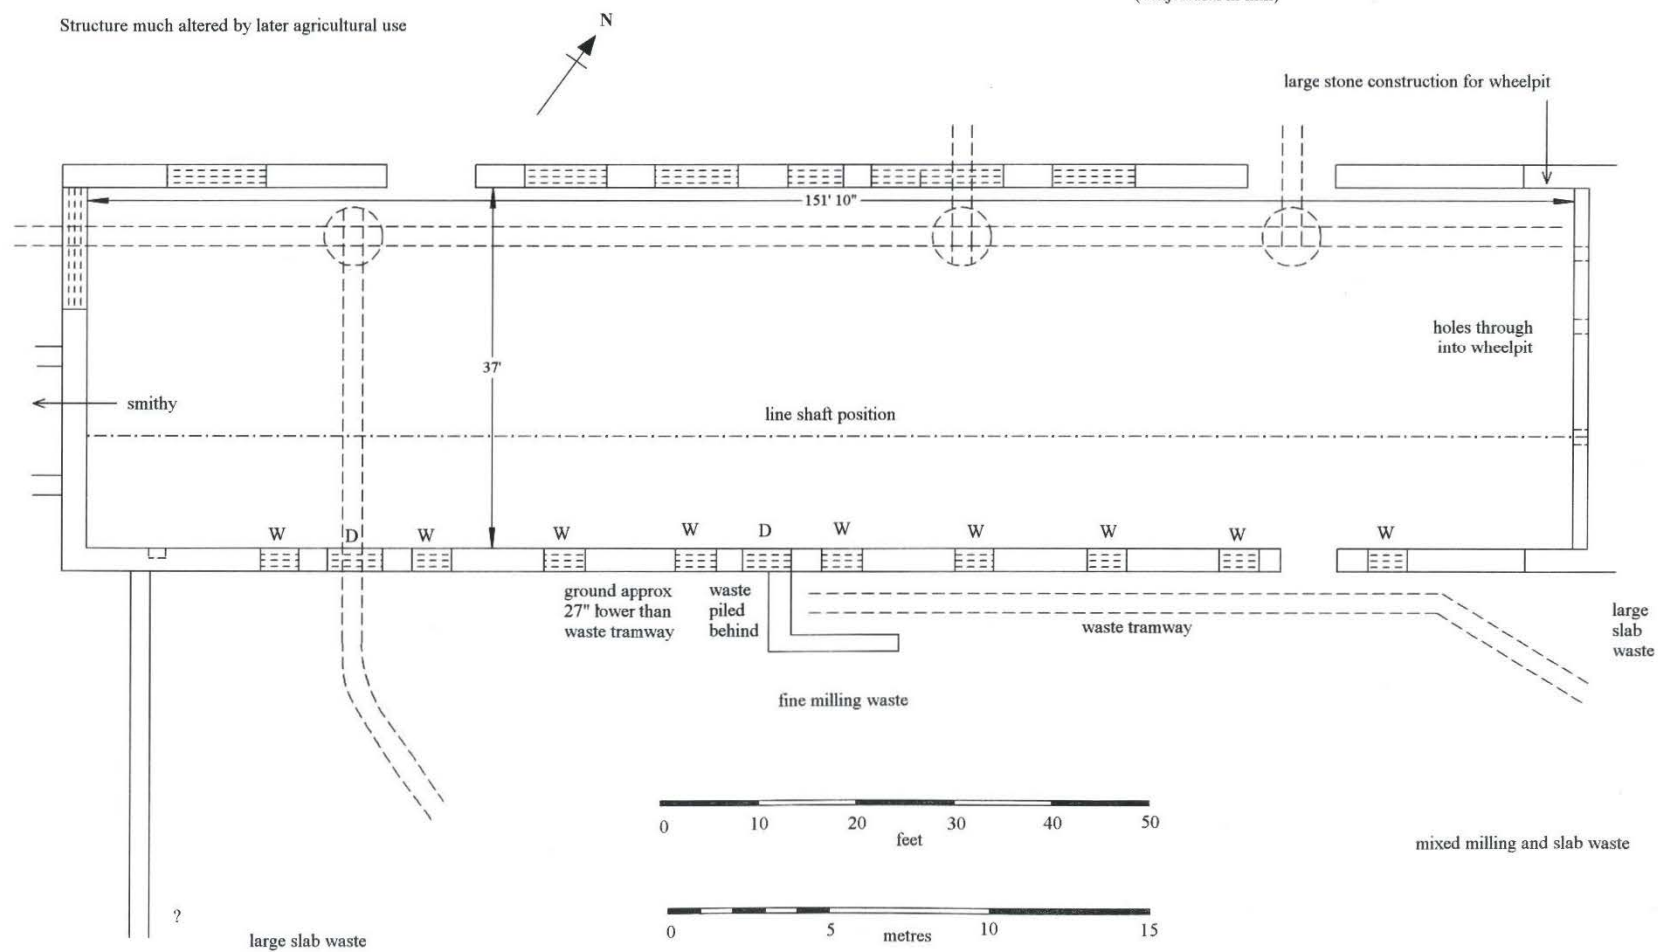 Structure much altered by later agricultural use
N
large stone construction for wheelpit
151' 10"
37'
holes through
into wheelpit
smithy
line shaft position
W
D
W
W
W
D
W
W
W
W
W
ground approx
27" lower than
waste tramway
waste
piled
behind
waste tramway
large
slab
waste
fine milling waste
0 10 20 30 40 50
feet
mixed milling and slab waste
?
0 5 10 15
metres
large slab waste